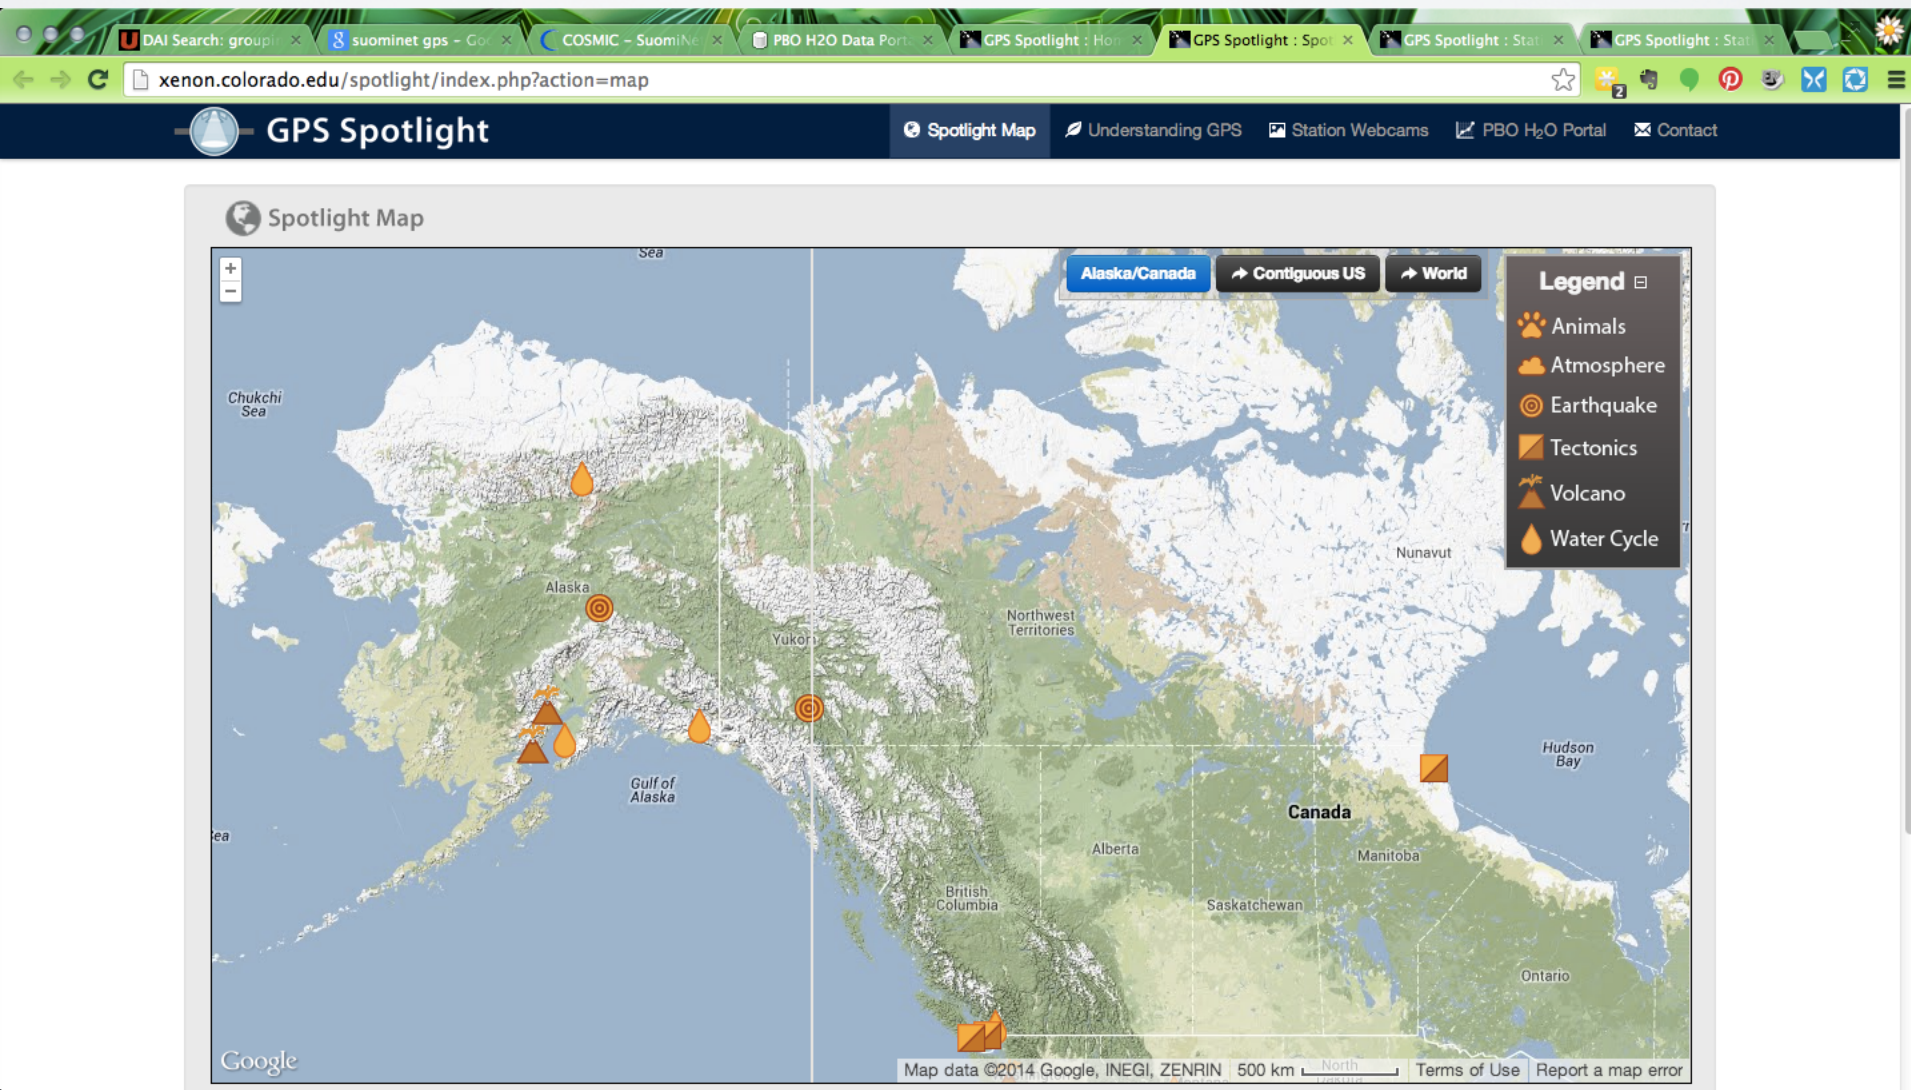 DAI Search: groupi
suominet gps – Go
COSMIC – SuomiNe
PBO H2O Data Port
GPS Spotlight : Hom
GPS Spotlight : Spot
GPS Spotlight : Stat
GPS Spotlight : Stat
xenon.colorado.edu/spotlight/index.php?action=map
2
GPS Spotlight
Spotlight Map
Understanding GPS
Station Webcams
PBO H₂O Portal
Contact
Spotlight Map
+
−
Sea
Alaska/Canada
Contiguous US
World
Legend
Animals
Atmosphere
Earthquake
Tectonics
Volcano
Water Cycle
Chukchi
Sea
Nunavut
Alaska
Northwest
Territories
Yukon
Hudson
Bay
Gulf of
Alaska
Canada
Sea
Alberta
Manitoba
British
Columbia
Saskatchewan
Ontario
Google
Map data ©2014 Google, INEGI, ZENRIN
500 km
North
Terms of Use
Report a map error